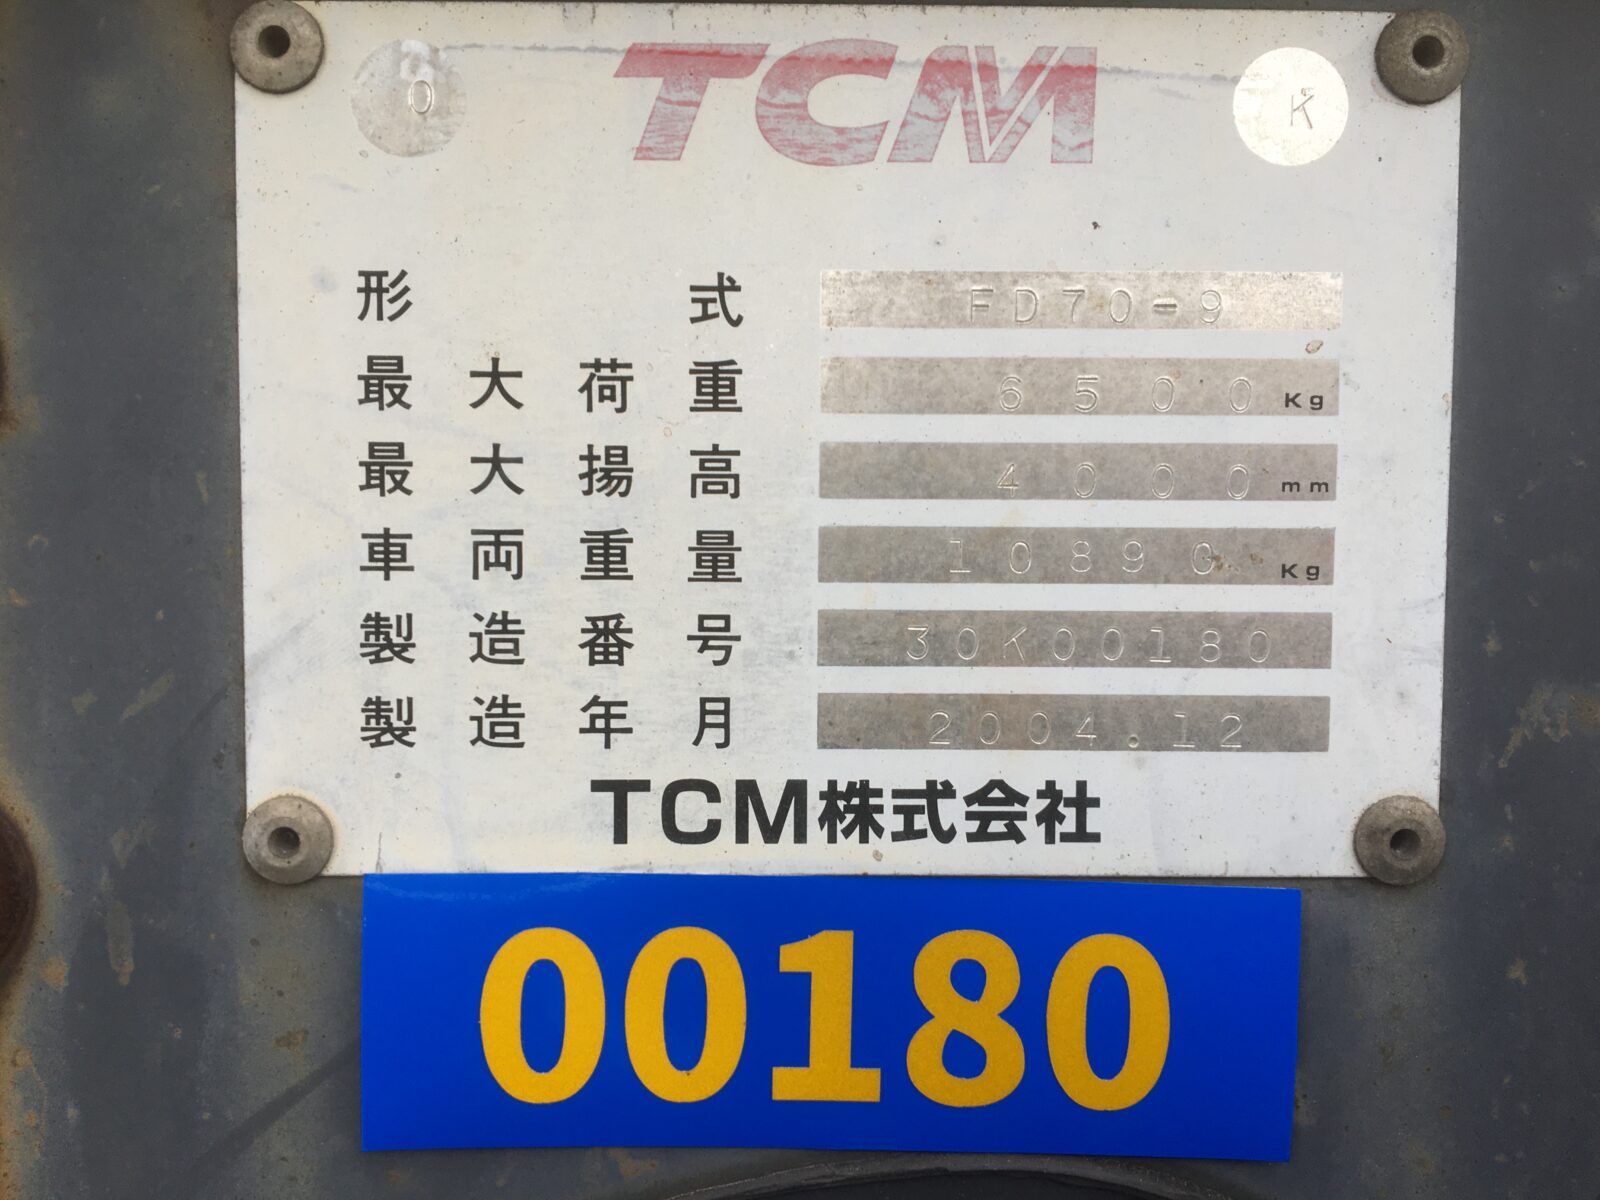 O TCM K
形式 FD70-9
最大荷重 6500 Kg
最大揚高 4000 mm
車両重量 10890 Kg
製造番号 30K00180
製造年月 2004.12
TCM株式会社
00180